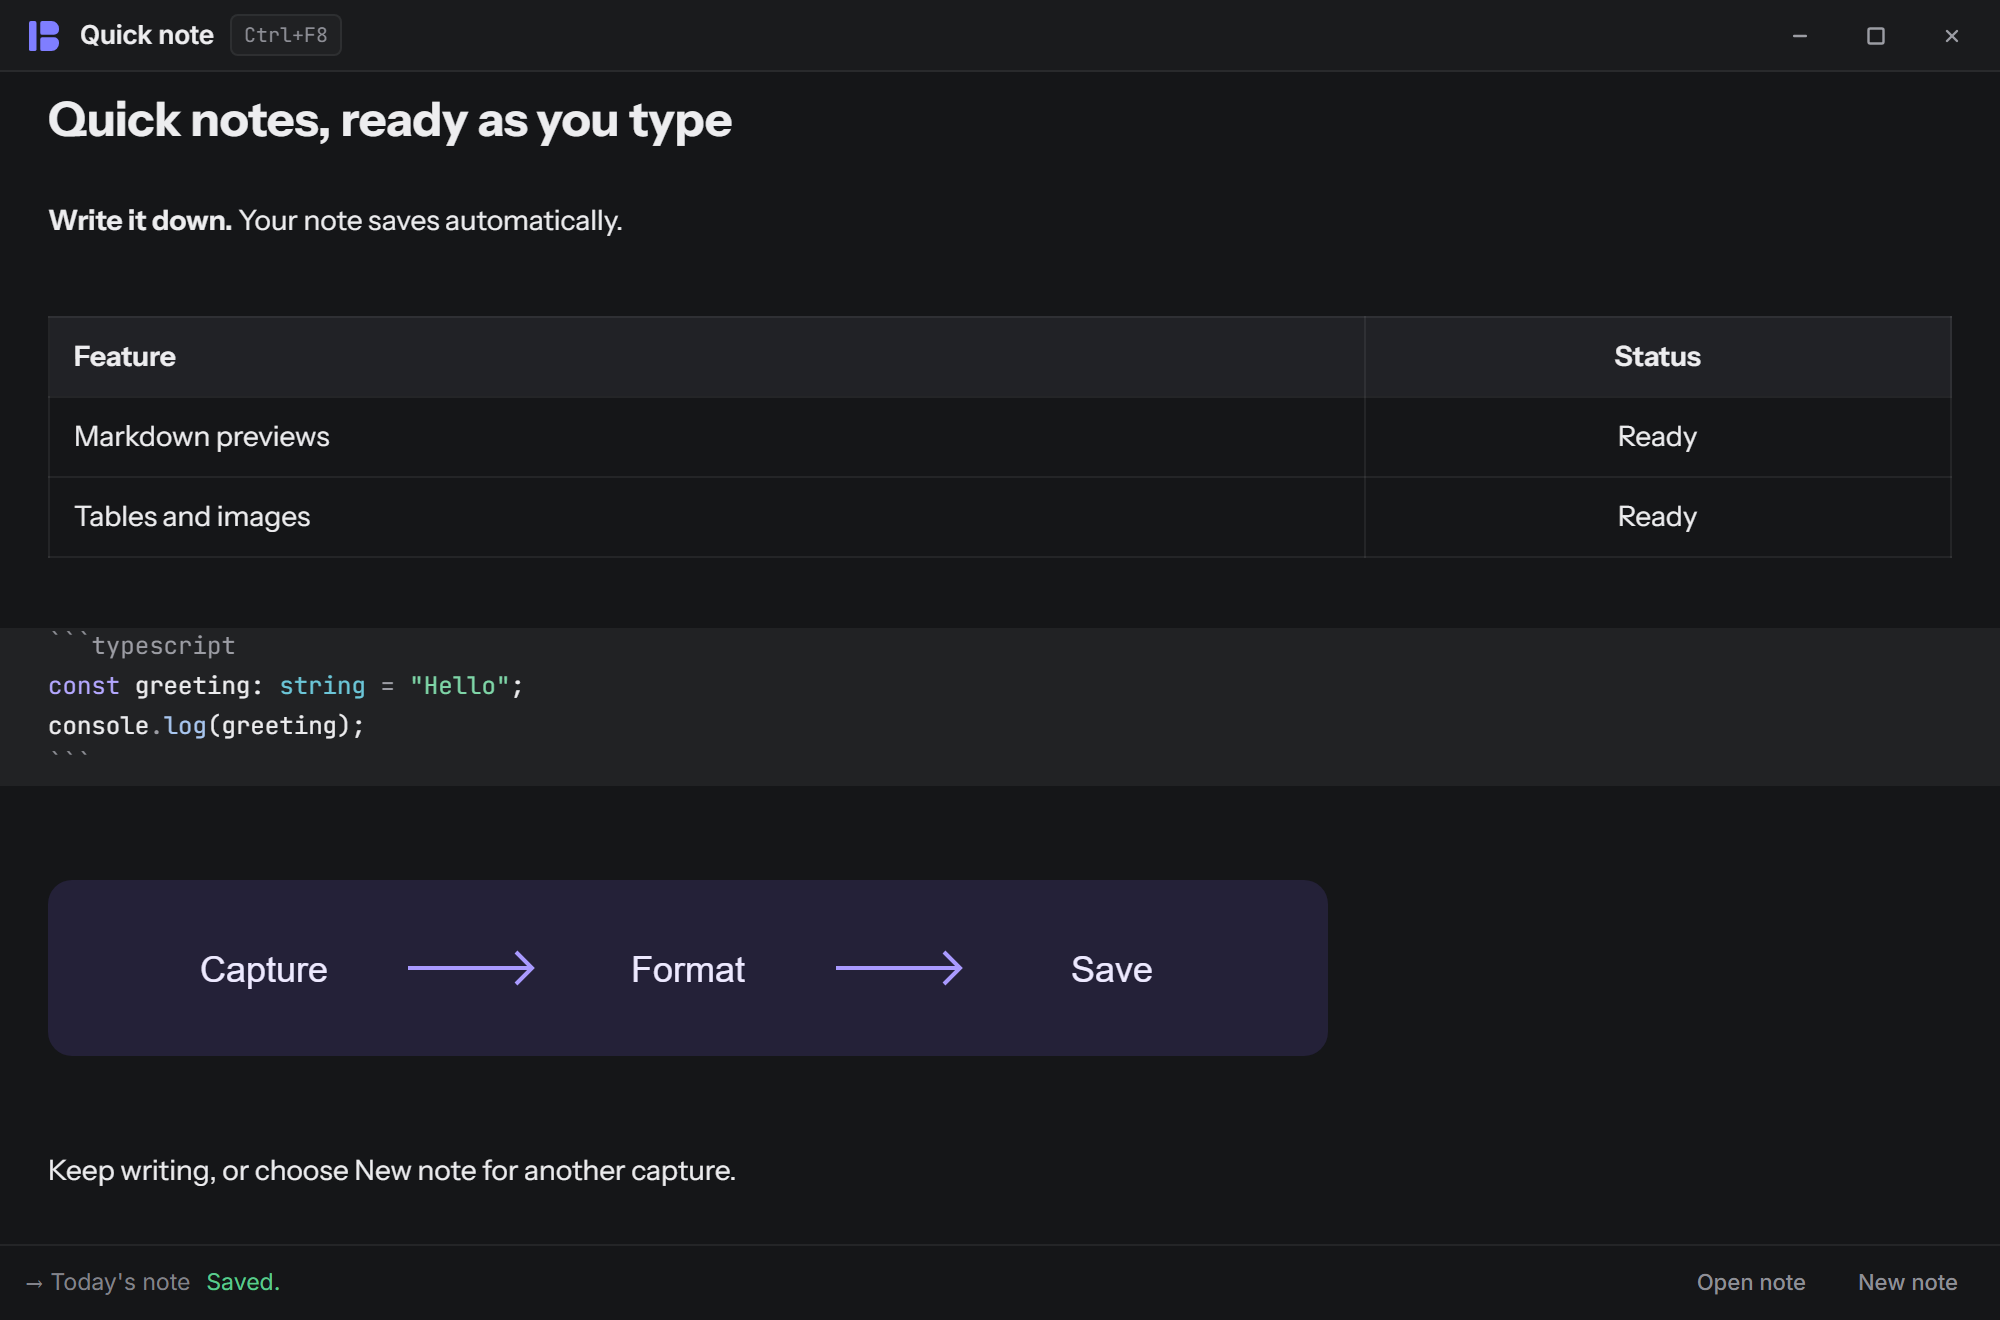 Quick note Ctrl+F8
Quick notes, ready as you type
Write it down. Your note saves automatically.
Feature Status
Markdown previews Ready
Tables and images Ready
```typescript
const greeting: string = "Hello";
console.log(greeting);
```
Capture → Format → Save
Keep writing, or choose New note for another capture.
→ Today's note Saved. Open note New note